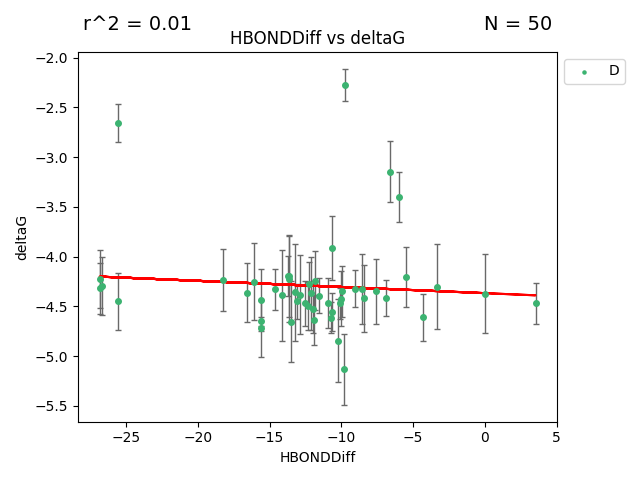 r^2 = 0.01
N = 50
HBONDDiff vs deltaG
D
−2.0
−2.5
−3.0
−3.5
−4.0
−4.5
−5.0
−5.5
deltaG
−25
−20
−15
−10
−5
0
5
HBONDDiff